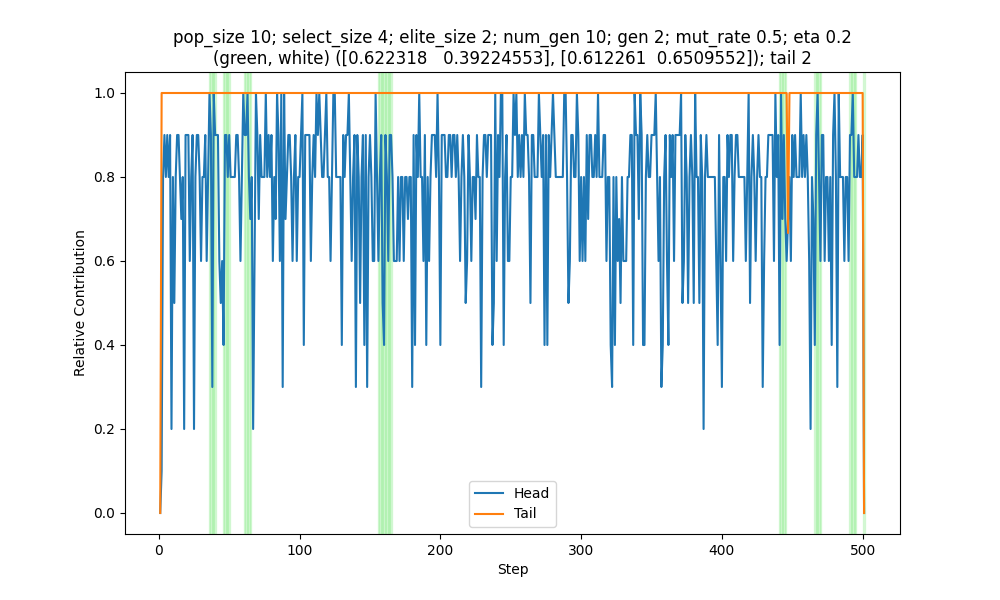 pop_size 10; select_size 4; elite_size 2; num_gen 10; gen 2; mut_rate 0.5; eta 0.2
(green, white) ([0.622318   0.39224553], [0.612261  0.6509552]); tail 2
1.0
0.8
0.6
0.4
0.2
0.0
Relative Contribution
Head
Tail
0 100 200 300 400 500
Step